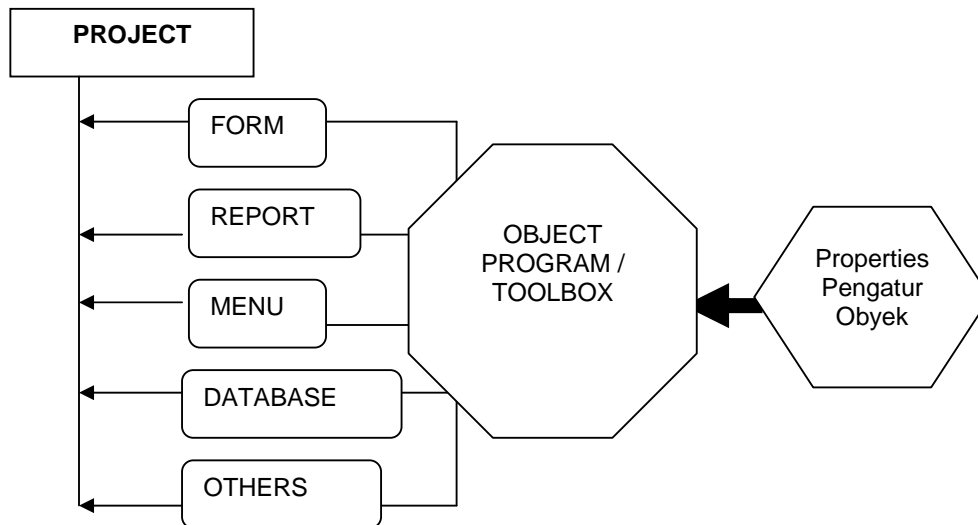 PROJECT
FORM
REPORT
MENU
DATABASE
OTHERS
OBJECT
PROGRAM /
TOOLBOX
Properties
Pengatur
Obyek